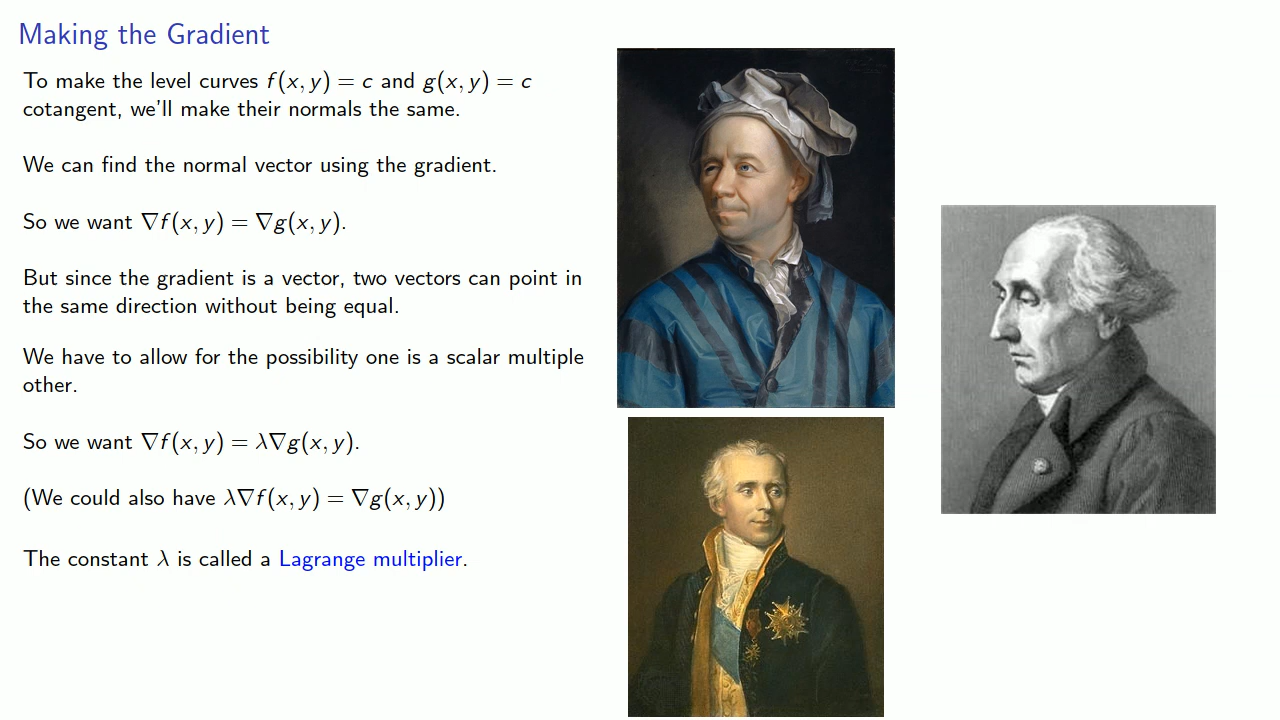 Making the Gradient
To make the level curves f(x, y) = c and g(x, y) = c
cotangent, we'll make their normals the same.
We can find the normal vector using the gradient.
So we want ∇f(x, y) = ∇g(x, y).
But since the gradient is a vector, two vectors can point in
the same direction without being equal.
We have to allow for the possibility one is a scalar multiple
other.
So we want ∇f(x, y) = λ∇g(x, y).
(We could also have λ∇f(x, y) = ∇g(x, y))
The constant λ is called a Lagrange multiplier.